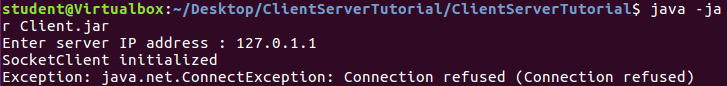 student@Virtualbox:~/Desktop/ClientServerTutorial/ClientServerTutorial$ java -ja
r Client.jar
Enter server IP address : 127.0.1.1
SocketClient initialized
Exception: java.net.ConnectException: Connection refused (Connection refused)